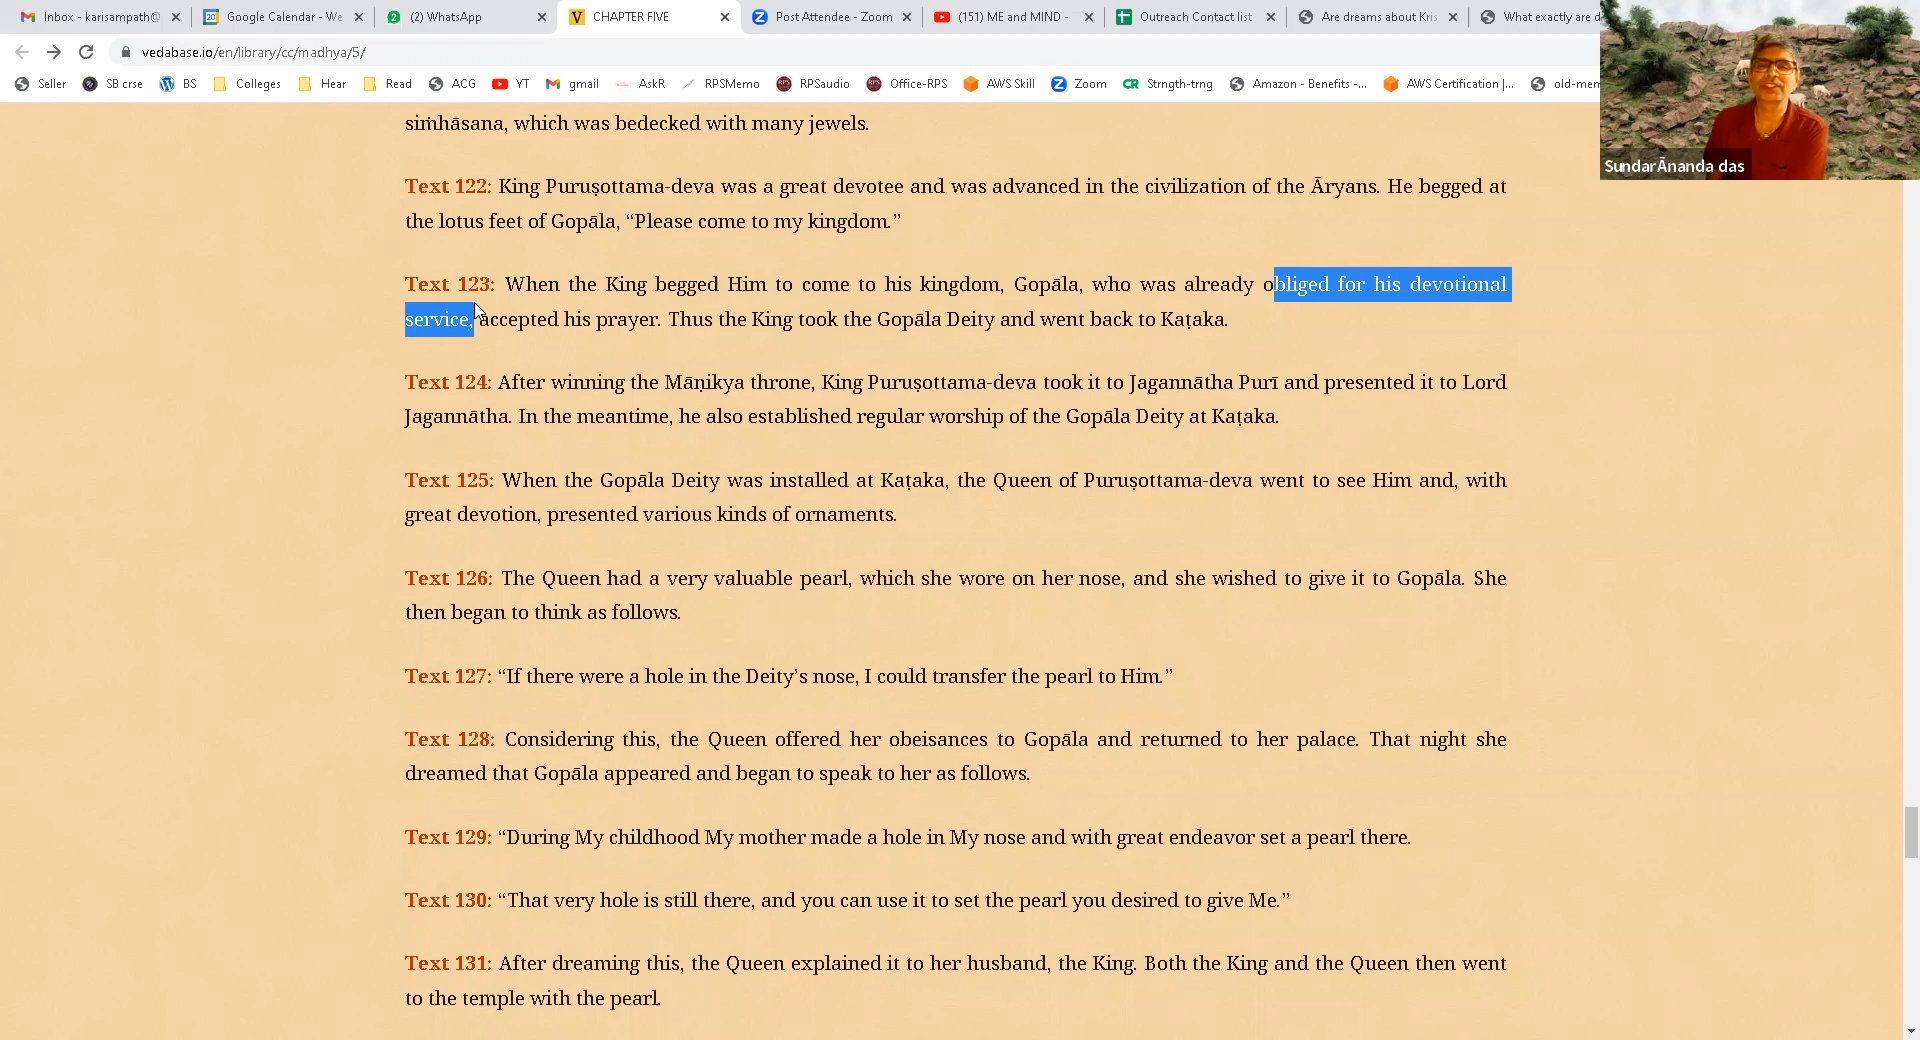 Inbox - karisampath@
Google Calendar - We
(2) WhatsApp
CHAPTER FIVE
Post Attendee - Zoom
(151) ME and MIND -
Outreach Contact list
Are dreams about Kris
What exactly are d
vedabase.io/en/library/cc/madhya/5/
Seller
SB crse
BS
Colleges
Hear
Read
ACG
YT
gmail
AskR
RPSMemo
RPSaudio
Office-RPS
AWS Skill
Zoom
Strngth-trng
Amazon - Benefits -...
AWS Certification |...
old-mem
SundarĀnanda das
siṁhāsana, which was bedecked with many jewels.
Text 122: King Puruṣottama-deva was a great devotee and was advanced in the civilization of the Āryans. He begged at
the lotus feet of Gopāla, “Please come to my kingdom.”
Text 123: When the King begged Him to come to his kingdom, Gopāla, who was already obliged for his devotional
service, accepted his prayer. Thus the King took the Gopāla Deity and went back to Kaṭaka.
Text 124: After winning the Māṇikya throne, King Puruṣottama-deva took it to Jagannātha Purī and presented it to Lord
Jagannātha. In the meantime, he also established regular worship of the Gopāla Deity at Kaṭaka.
Text 125: When the Gopāla Deity was installed at Kaṭaka, the Queen of Puruṣottama-deva went to see Him and, with
great devotion, presented various kinds of ornaments.
Text 126: The Queen had a very valuable pearl, which she wore on her nose, and she wished to give it to Gopāla. She
then began to think as follows.
Text 127: “If there were a hole in the Deity’s nose, I could transfer the pearl to Him.”
Text 128: Considering this, the Queen offered her obeisances to Gopāla and returned to her palace. That night she
dreamed that Gopāla appeared and began to speak to her as follows.
Text 129: “During My childhood My mother made a hole in My nose and with great endeavor set a pearl there.
Text 130: “That very hole is still there, and you can use it to set the pearl you desired to give Me.”
Text 131: After dreaming this, the Queen explained it to her husband, the King. Both the King and the Queen then went
to the temple with the pearl.